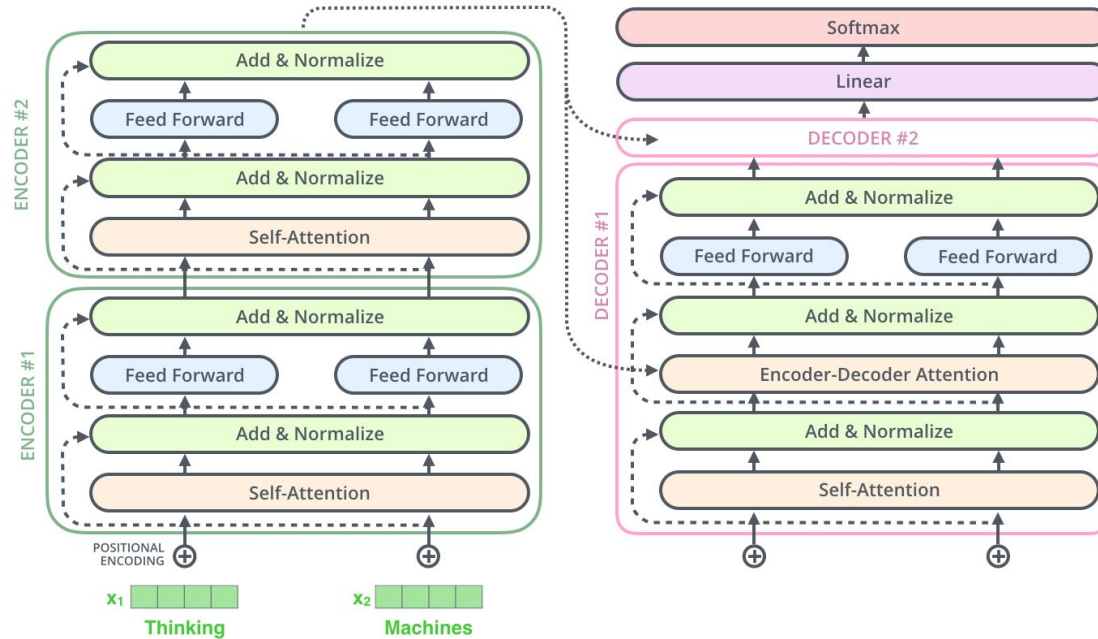 ENCODER #2
Add & Normalize
Feed Forward
Feed Forward
Add & Normalize
Self-Attention
ENCODER #1
Add & Normalize
Feed Forward
Feed Forward
Add & Normalize
Self-Attention
POSITIONAL
ENCODING
x1
x2
Thinking
Machines
Softmax
Linear
DECODER #2
DECODER #1
Add & Normalize
Feed Forward
Feed Forward
Add & Normalize
Encoder-Decoder Attention
Add & Normalize
Self-Attention